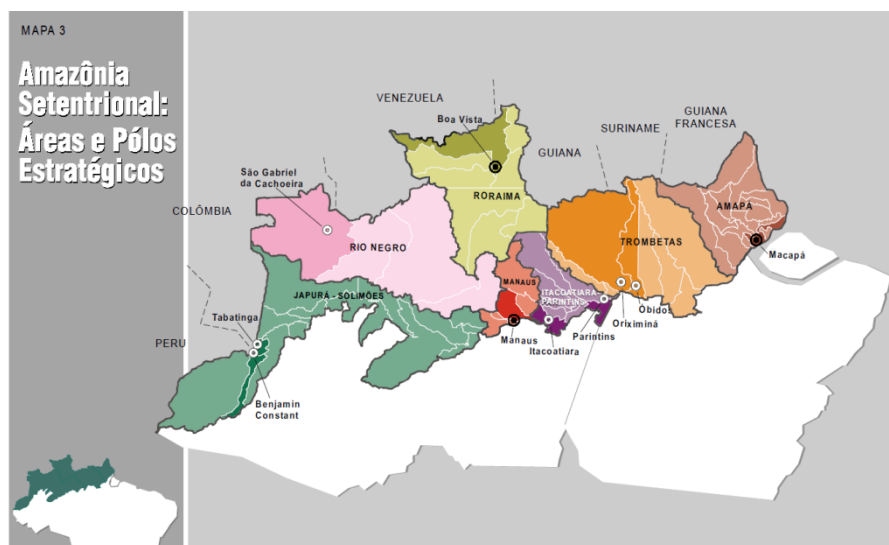 MAPA 3
Amazônia
Setentrional:
Áreas e Pólos
Estratégicos
VENEZUELA
Boa Vista
GUIANA
SURINAME
GUIANA
FRANCESA
São Gabriel
da Cachoeira
COLÔMBIA
RORAIMA
AMAPÁ
RIO NEGRO
TROMBETAS
Macapá
MANAUS
ITACOATIARA-
PARINTINS
JAPURÁ - SOLIMÕES
Tabatinga
Óbidos
Oriximiná
Parintins
Manaus
Itacoatiara
PERU
Benjamin
Constant